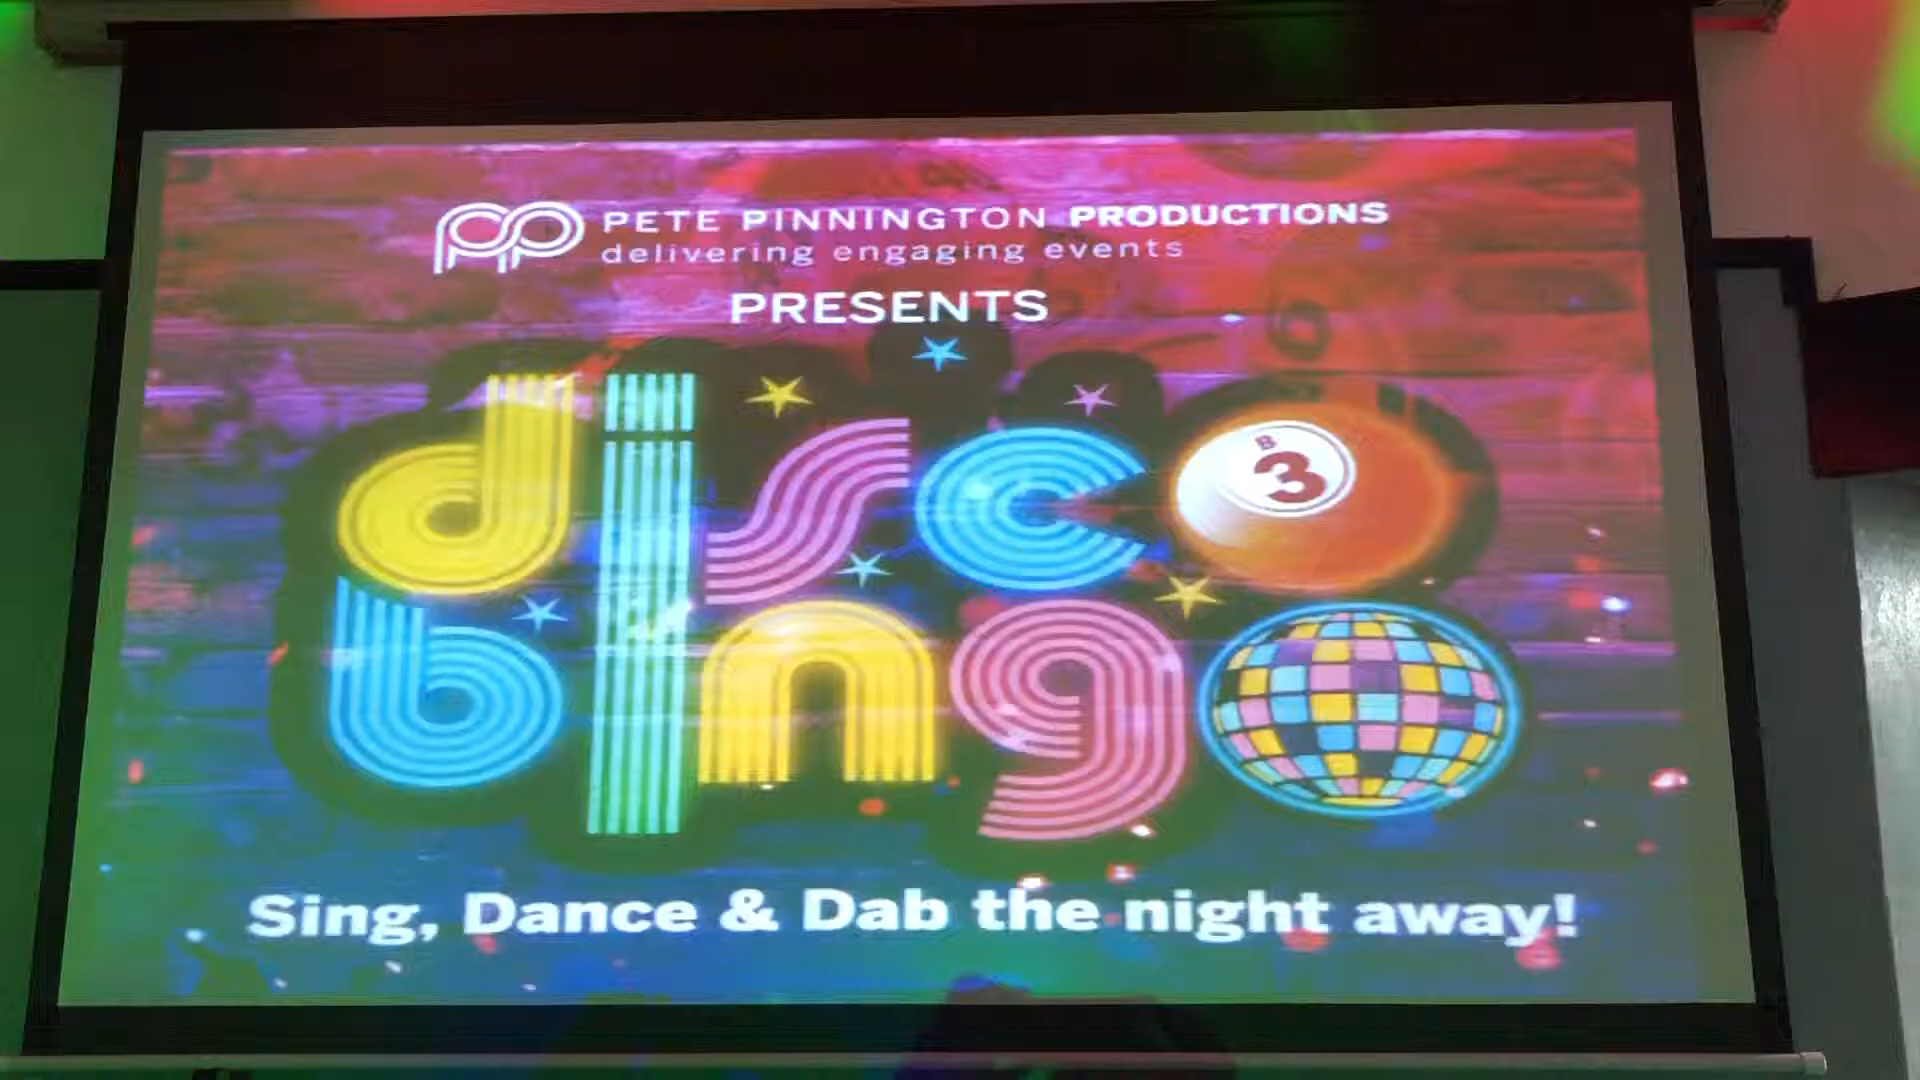 PETE PINNINGTON PRODUCTIONS
delivering engaging events
PRESENTS
disco
B
3
bingo
Sing, Dance & Dab the night away!